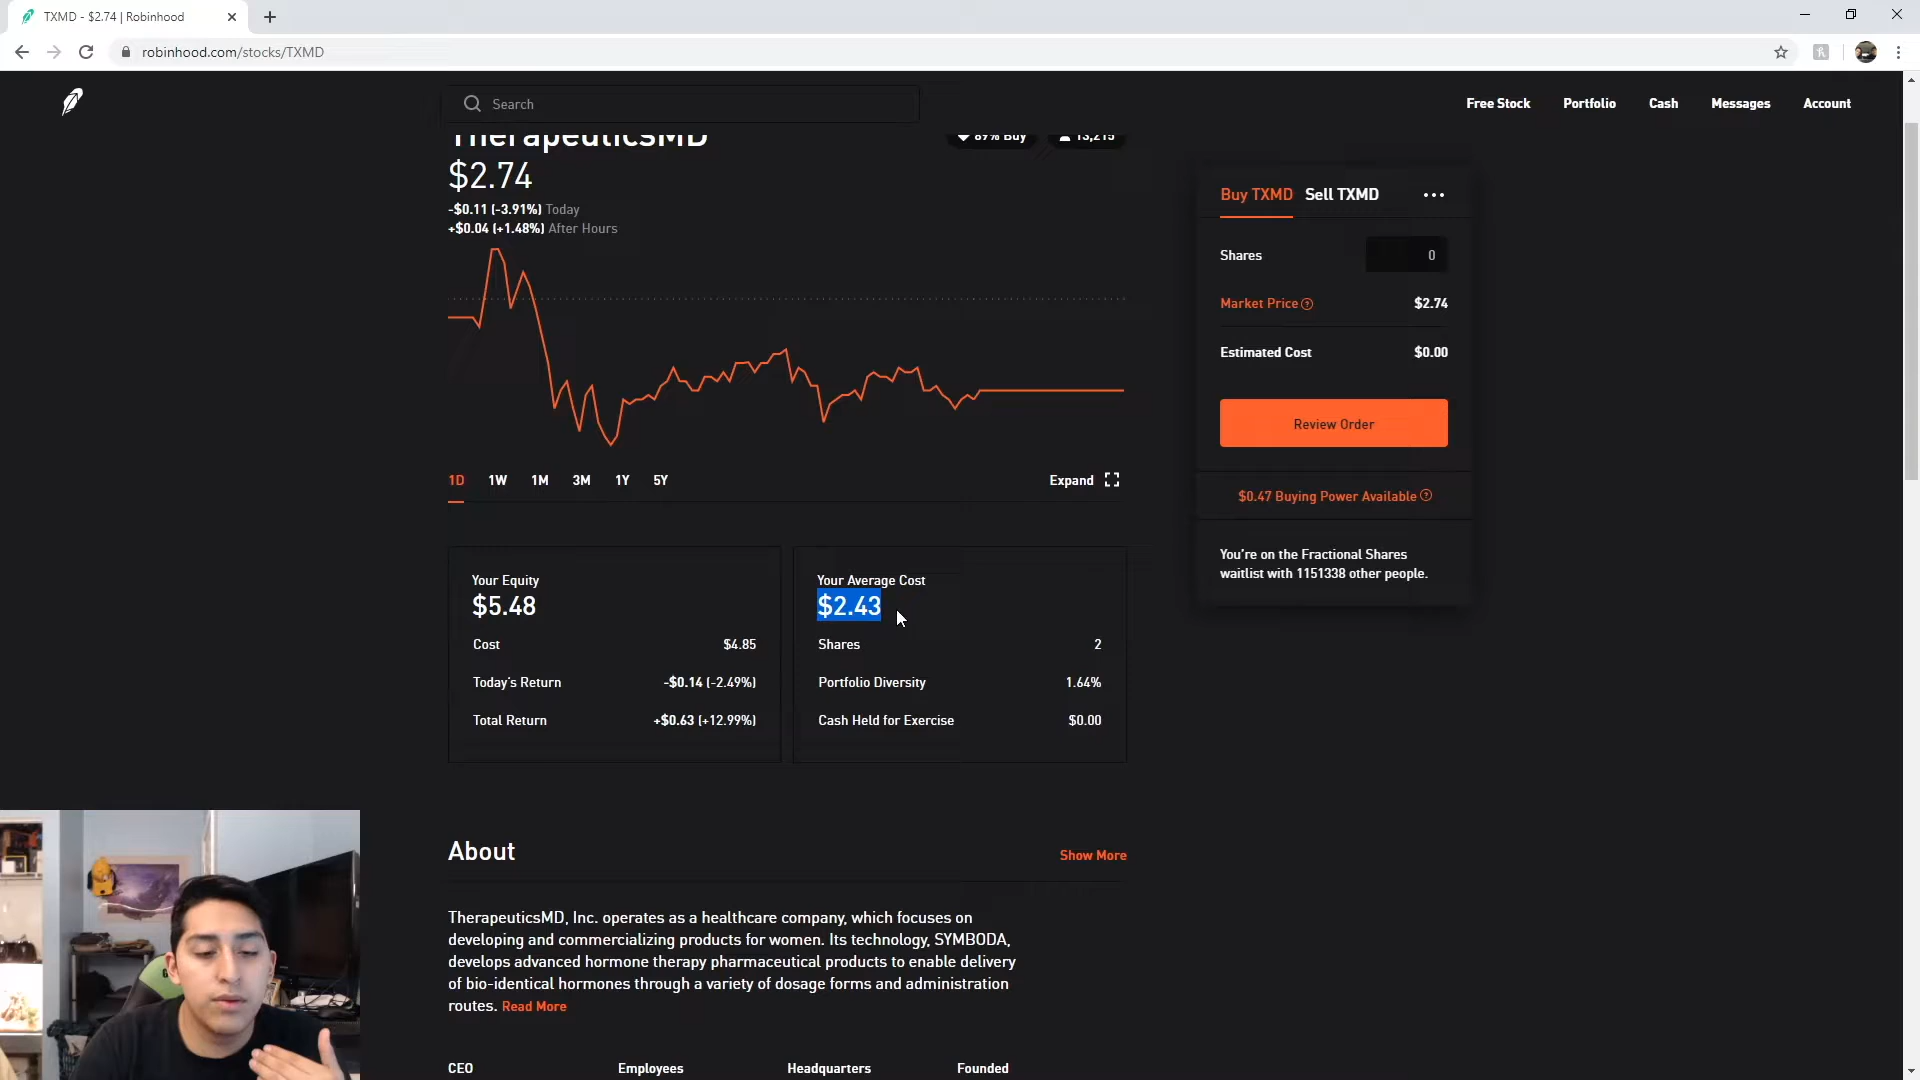 TXMD - $2.74 | Robinhood
robinhood.com/stocks/TXMD
Search
Free Stock
Portfolio
Cash
Messages
Account
TherapeuticsMD
89% Buy
13,215
$2.74
-$0.11 (-3.91%) Today
+$0.04 (+1.48%) After Hours
1D 1W 1M 3M 1Y 5Y
Expand
Buy TXMD
Sell TXMD
Shares 0
Market Price $2.74
Estimated Cost $0.00
Review Order
$0.47 Buying Power Available
You're on the Fractional Shares
waitlist with 1151338 other people.
Your Equity
$5.48
Cost $4.85
Today's Return -$0.14 (-2.49%)
Total Return +$0.63 (+12.99%)
Your Average Cost
$2.43
Shares 2
Portfolio Diversity 1.64%
Cash Held for Exercise $0.00
About
Show More
TherapeuticsMD, Inc. operates as a healthcare company, which focuses on
developing and commercializing products for women. Its technology, SYMBODA,
develops advanced hormone therapy pharmaceutical products to enable delivery
of bio-identical hormones through a variety of dosage forms and administration
routes. Read More
CEO
Employees
Headquarters
Founded